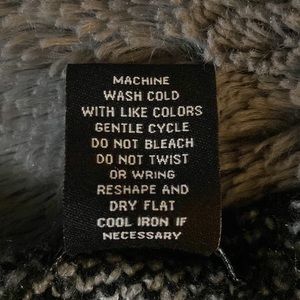 MACHINE
WASH COLD
WITH LIKE COLORS
GENTLE CYCLE
DO NOT BLEACH
DO NOT TWIST
OR WRING
RESHAPE AND
DRY FLAT
COOL IRON IF
NECESSARY